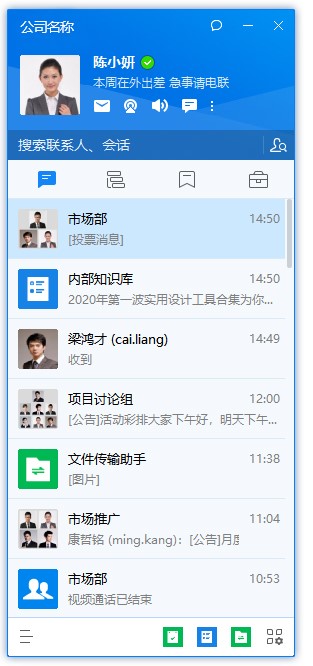 公司名称
陈小妍
本周在外出差 急事请电联
搜索联系人、会话
市场部 14:50
[投票消息]
内部知识库 14:50
2020年第一波实用设计工具合集为你...
梁鸿才 (cai.liang) 14:49
收到
项目讨论组 12:00
[公告]活动彩排大家下午好，明天下午...
文件传输助手 11:38
[图片]
市场推广 11:04
康哲铭 (ming.kang)：[公告]月度
市场部 10:53
视频通话已结束